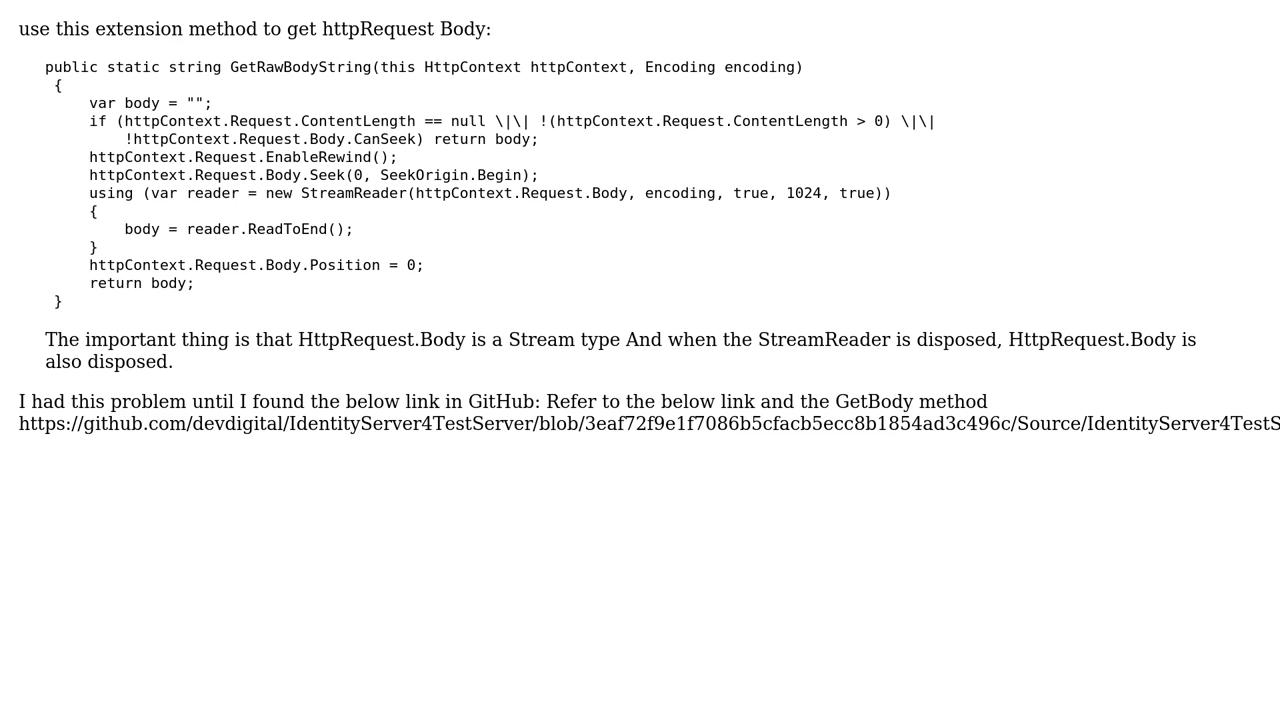 use this extension method to get httpRequest Body:
public static string GetRawBodyString(this HttpContext httpContext, Encoding encoding)
{
var body = "";
if (httpContext.Request.ContentLength == null \|\| !(httpContext.Request.ContentLength > 0) \|\|
!httpContext.Request.Body.CanSeek) return body;
httpContext.Request.EnableRewind();
httpContext.Request.Body.Seek(0, SeekOrigin.Begin);
using (var reader = new StreamReader(httpContext.Request.Body, encoding, true, 1024, true))
{
body = reader.ReadToEnd();
}
httpContext.Request.Body.Position = 0;
return body;
}
The important thing is that HttpRequest.Body is a Stream type And when the StreamReader is disposed, HttpRequest.Body is
also disposed.
I had this problem until I found the below link in GitHub: Refer to the below link and the GetBody method
https://github.com/devdigital/IdentityServer4TestServer/blob/3eaf72f9e1f7086b5cfacb5ecc8b1854ad3c496c/Source/IdentityServer4TestS